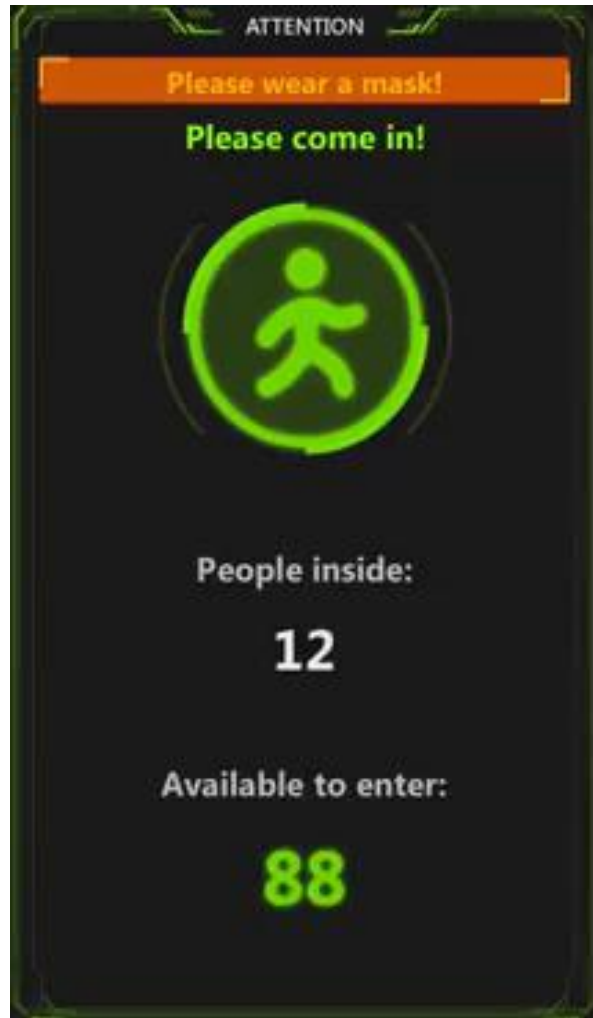 ATTENTION
Please wear a mask!
Please come in!
People inside:
12
Available to enter:
88